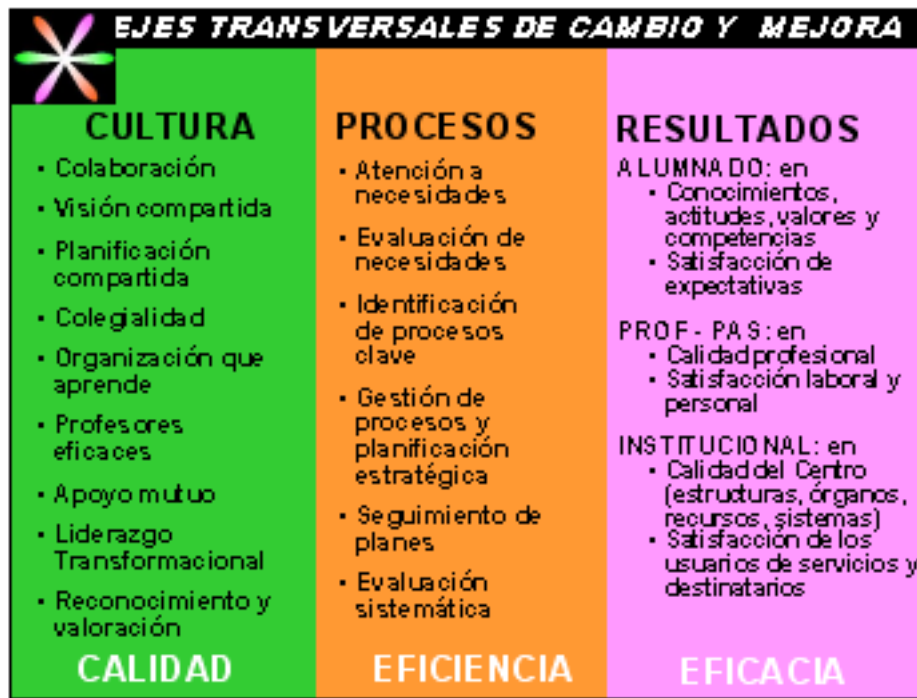 EJES TRANSVERSALES DE CAMBIO Y MEJORA
CULTURA
• Colaboración
• Visión compartida
• Planificación
compartida
• Colegialidad
• Organización que
aprende
• Profesores
eficaces
• Apoyo mutuo
• Liderazgo
Transformacional
• Reconocimiento y
valoración
CALIDAD
PROCESOS
• Atención a
necesidades
• Evaluación de
necesidades
• Identificación
de procesos
clave
• Gestión de
procesos y
planificación
estratégica
• Seguimiento de
planes
• Evaluación
sistemática
EFICIENCIA
RESULTADOS
ALUMNADO: en
• Conocimientos,
actitudes, valores y
competencias
• Satisfacción de
expectativas
PROF - PAS: en
• Calidad profesional
• Satisfacción laboral y
personal
INSTITUCIONAL: en
• Calidad del Centro
(estructuras, órganos,
recursos, sistemas)
• Satisfacción de los
usuarios de servicios y
destinatarios
EFICACIA